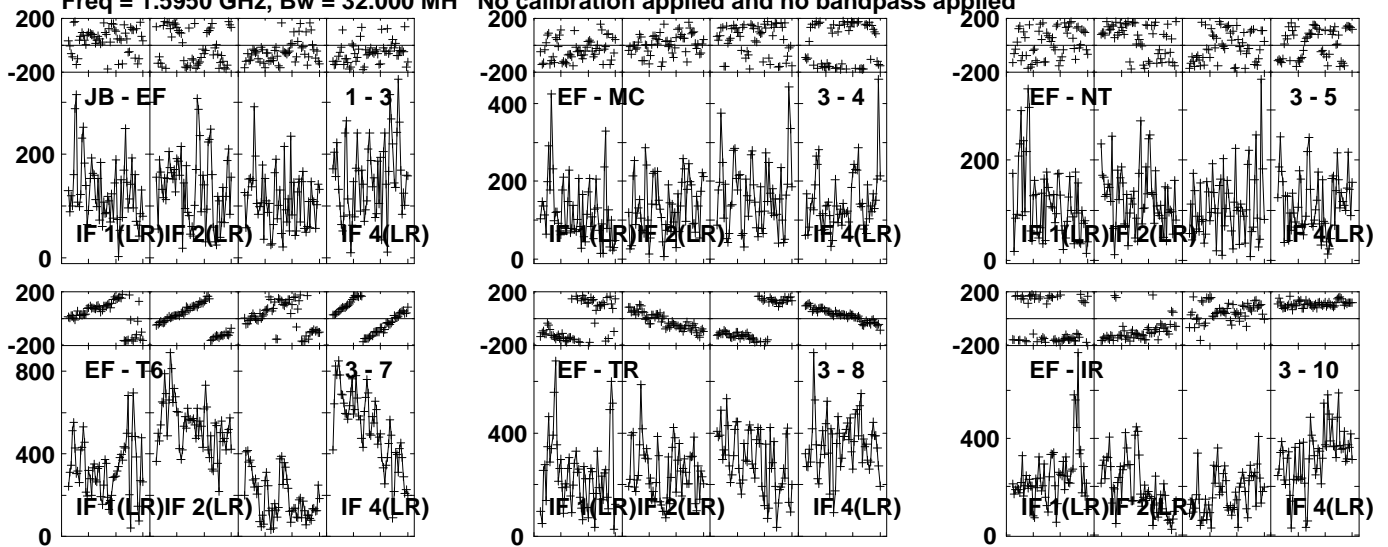 Freq = 1.5950 GHz, Bw = 32.000 MH No calibration applied and no bandpass applied
200
-200
JB - EF 1 - 3
200
IF 1(LR) IF 2(LR) IF 4(LR)
0
-200
EF - MC 3 - 4
400
200
IF 1(LR) IF 2(LR) IF 4(LR)
0
-200
EF - NT 3 - 5
200
IF 1(LR) IF 2(LR) IF 4(LR)
0
200
-200
EF - T6 3 - 7
800
400
IF 1(LR) IF 2(LR) IF 4(LR)
0
200
-200
EF - TR 3 - 8
400
IF 1(LR) IF 2(LR) IF 4(LR)
0
200
-200
EF - IR 3 - 10
400
IF 1(LR) IF 2(LR) IF 4(LR)
0